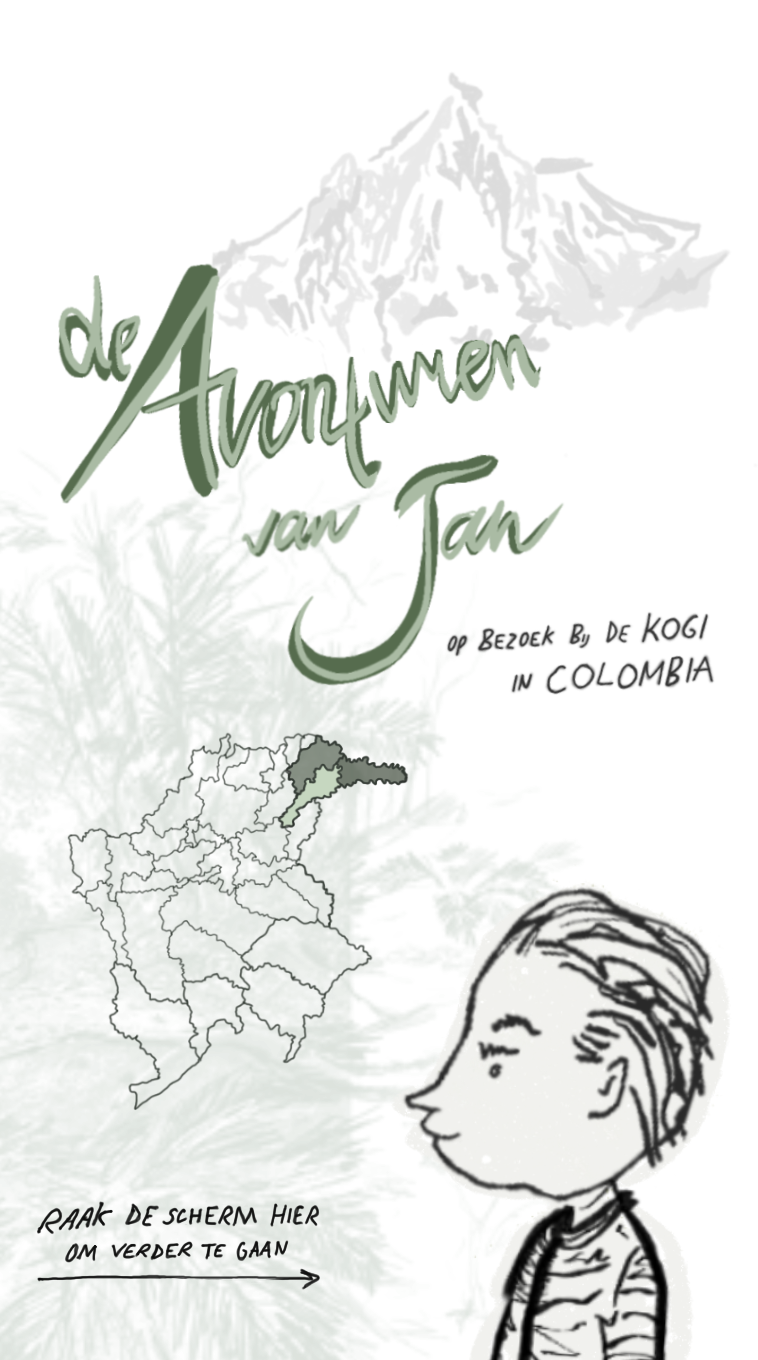 de Avonturen
van Jan
op BEZOEK Bij DE KOGI
IN COLOMBIA
RAAK DE SCHERM HIER
OM VERDER TE GAAN